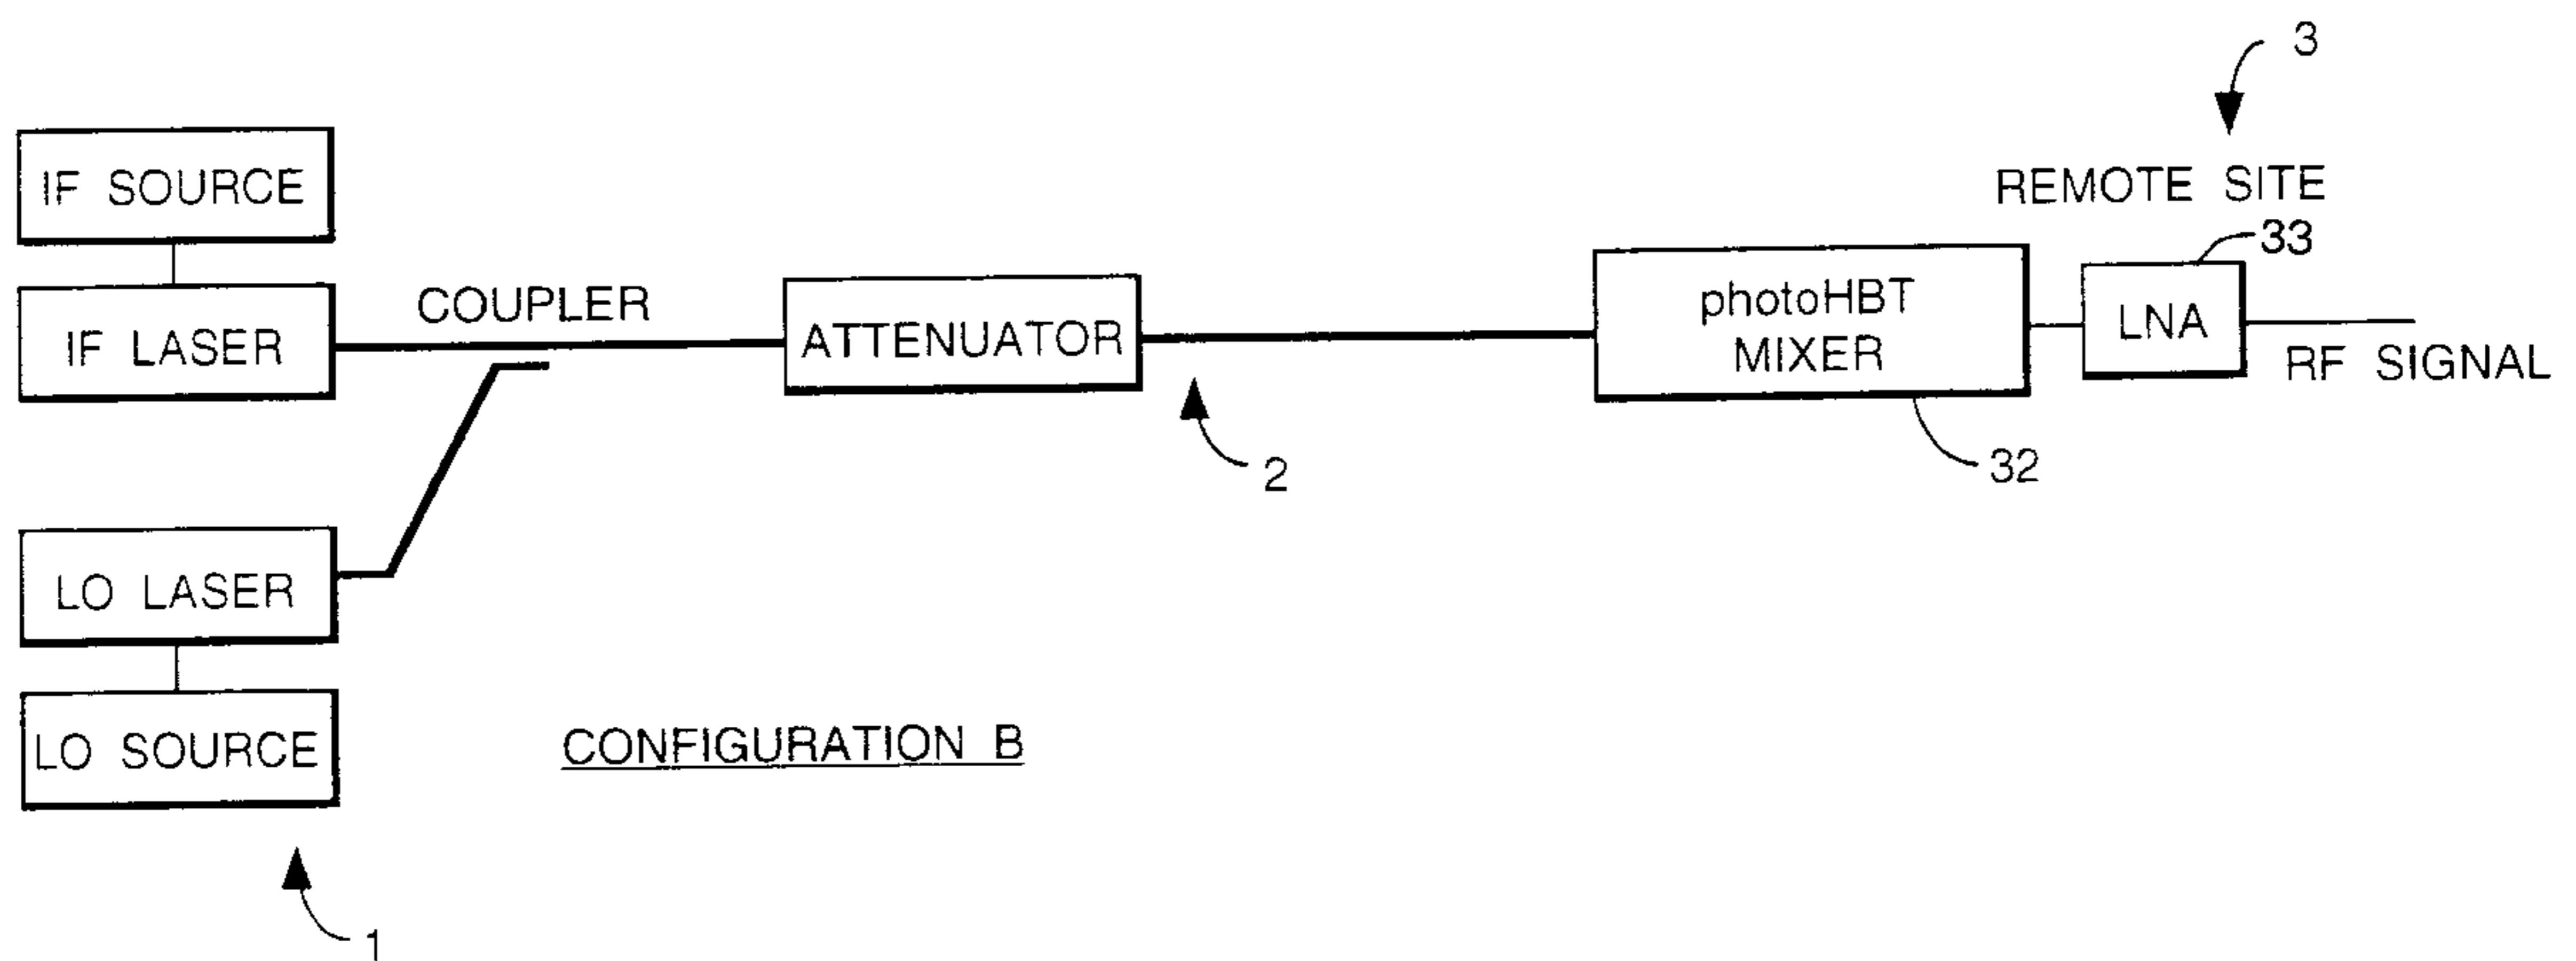 3
REMOTE SITE
33
IF SOURCE
IF LASER
COUPLER
ATTENUATOR
photoHBT
MIXER
LNA
RF SIGNAL
2
32
LO LASER
LO SOURCE
CONFIGURATION B
1